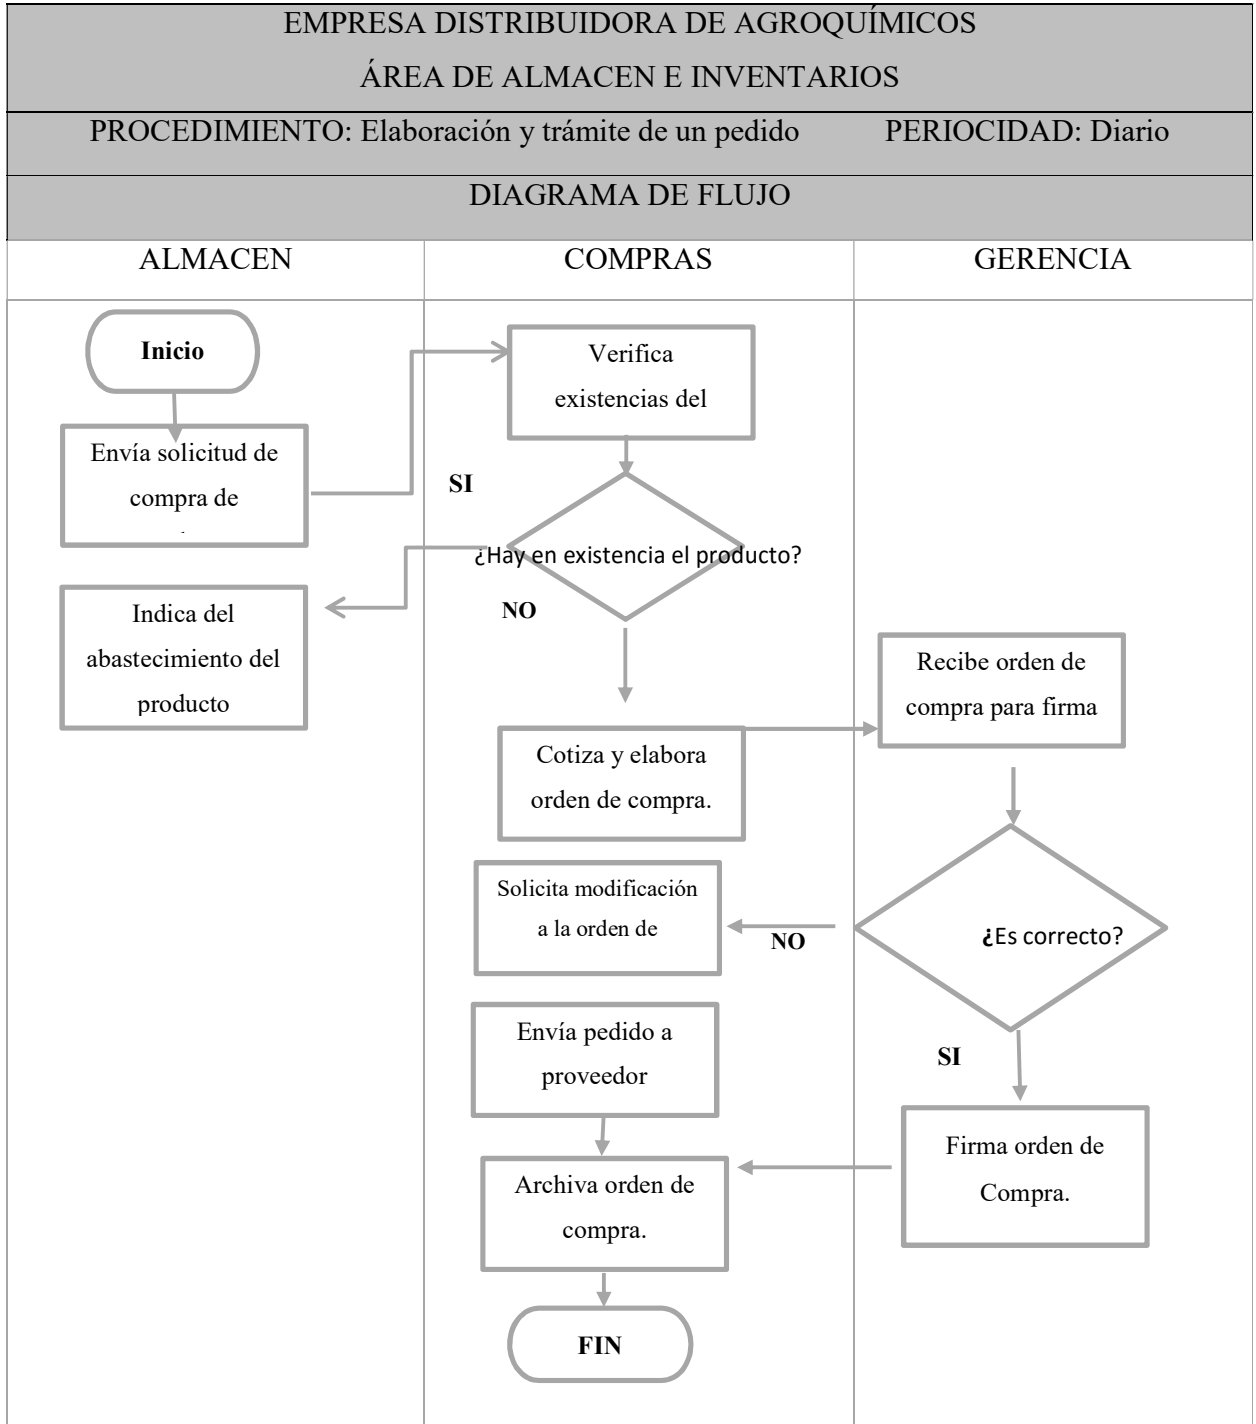 EMPRESA DISTRIBUIDORA DE AGROQUÍMICOS
ÁREA DE ALMACEN E INVENTARIOS
PROCEDIMIENTO: Elaboración y trámite de un pedido PERIOCIDAD: Diario
DIAGRAMA DE FLUJO
ALMACEN COMPRAS GERENCIA
Inicio
Envía solicitud de
compra de
Verifica
existencias del
SI
¿Hay en existencia el producto?
NO
Indica del
abastecimiento del
producto
Cotiza y elabora
orden de compra.
Recibe orden de
compra para firma
¿Es correcto?
NO
Solicita modificación
a la orden de
SI
Envía pedido a
proveedor
Firma orden de
Compra.
Archiva orden de
compra.
FIN